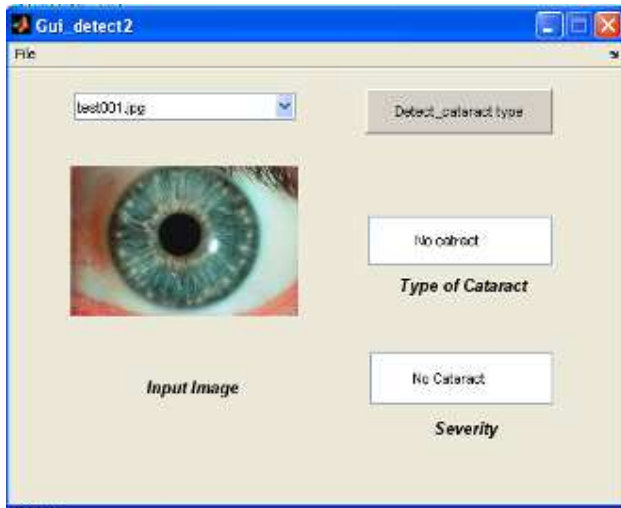 Gui_detect2
File
test001.jpg
Detect_cataract type
No catract
Type of Cataract
Input Image
No Cataract
Severity